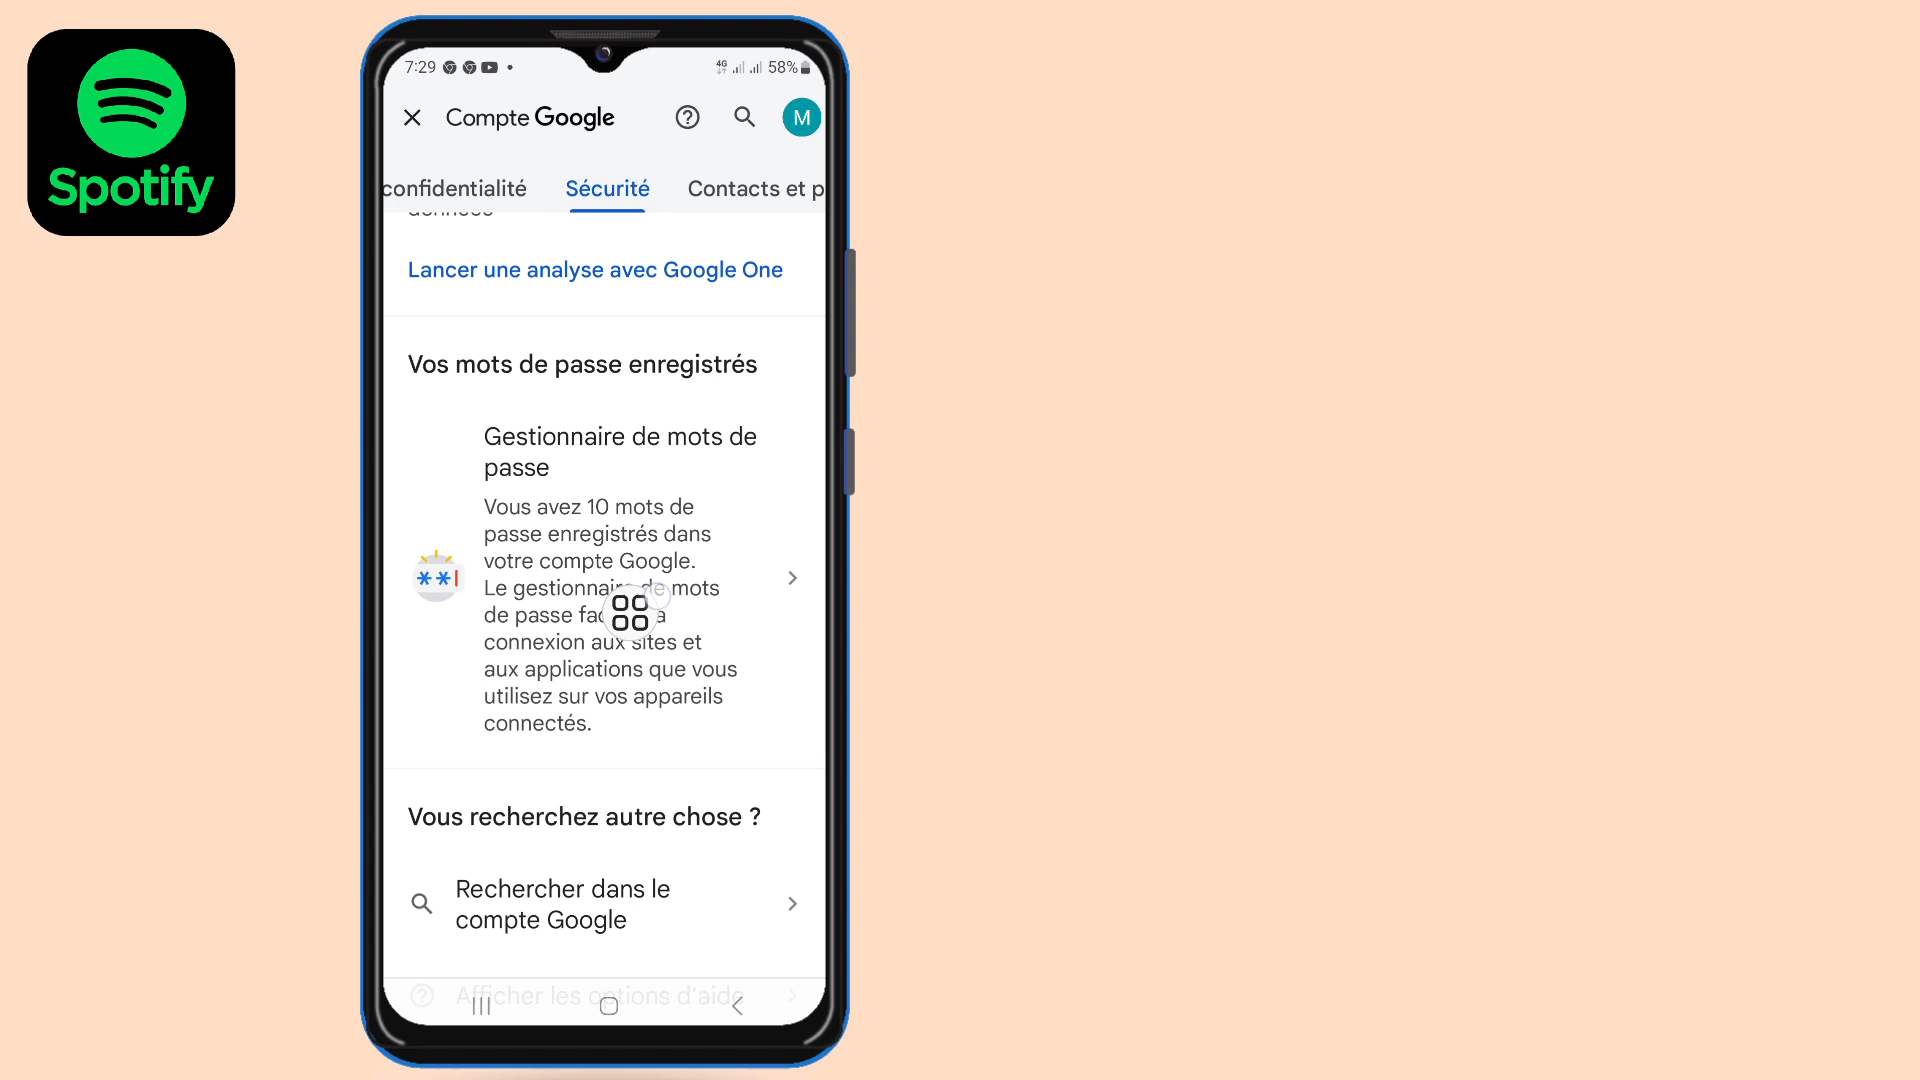 Spotify
7:29
4G
58%
Compte Google
M
confidentialité
Sécurité
Contacts et p
données
Lancer une analyse avec Google One
Vos mots de passe enregistrés
Gestionnaire de mots de
passe
Vous avez 10 mots de
passe enregistrés dans
votre compte Google.
Le gestionnaire de mots
de passe fac a
connexion aux sites et
aux applications que vous
utilisez sur vos appareils
connectés.
Vous recherchez autre chose ?
Rechercher dans le
compte Google
Afficher les options d'aide